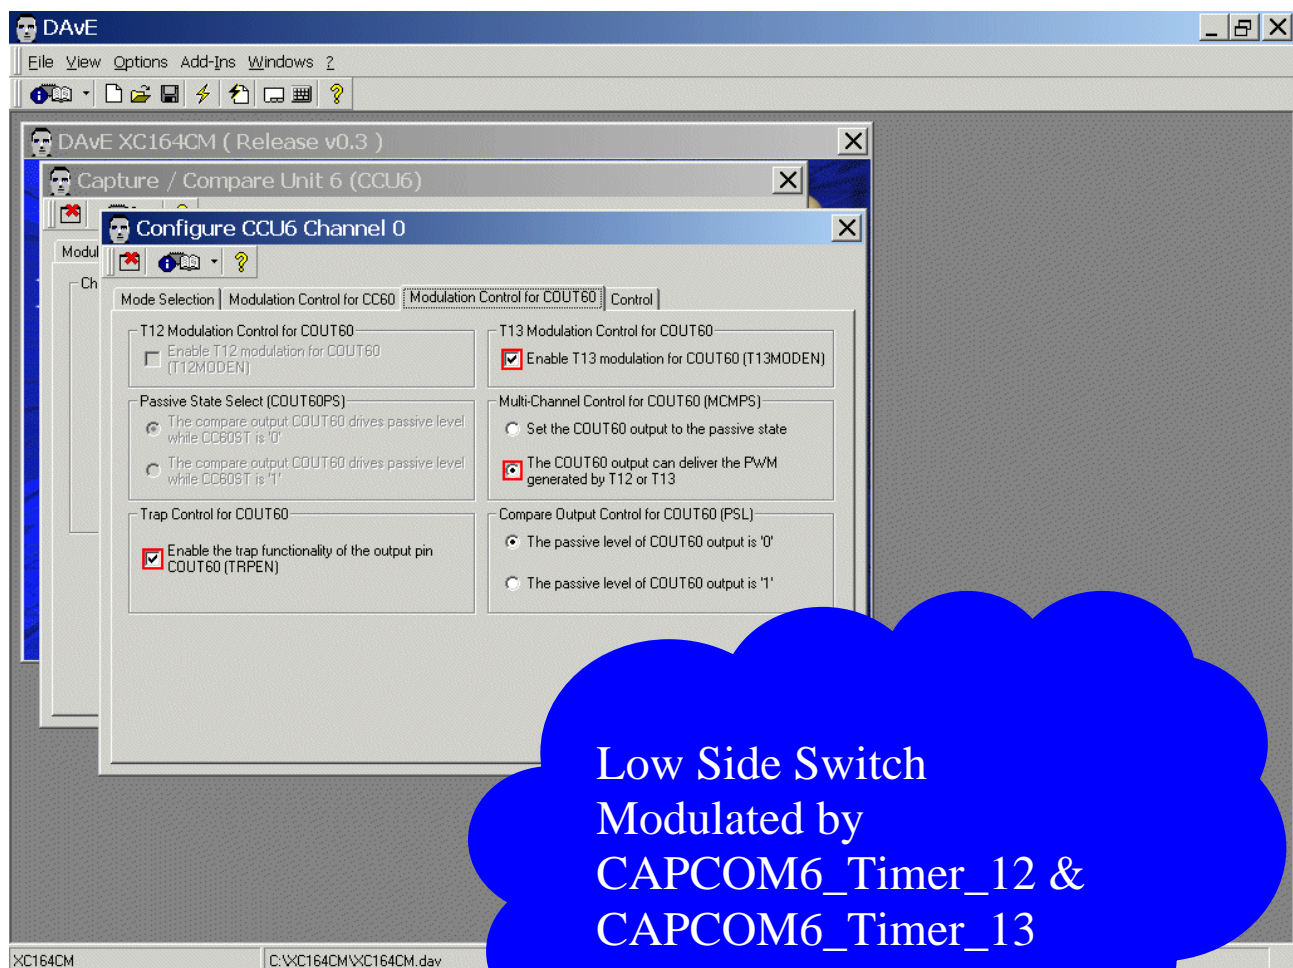 DAvE
File View Options Add-Ins Windows ?
DAvE XC164CM ( Release v0.3 )
Capture / Compare Unit 6 (CCU6)
Configure CCU6 Channel 0
Modul
Ch
Mode Selection Modulation Control for CC60 Modulation Control for COUT60 Control
T12 Modulation Control for COUT60
Enable T12 modulation for COUT60
(T12MODEN)
T13 Modulation Control for COUT60
Enable T13 modulation for COUT60 (T13MODEN)
Passive State Select (COUT60PS)
The compare output COUT60 drives passive level
while CC60ST is '0'
The compare output COUT60 drives passive level
while CC60ST is '1'
Multi-Channel Control for COUT60 (MCMPS)
Set the COUT60 output to the passive state
The COUT60 output can deliver the PWM
generated by T12 or T13
Trap Control for COUT60
Enable the trap functionality of the output pin
COUT60 (TRPEN)
Compare Output Control for COUT60 (PSL)
The passive level of COUT60 output is '0'
The passive level of COUT60 output is '1'
Low Side Switch
Modulated by
CAPCOM6_Timer_12 &
CAPCOM6_Timer_13
XC164CM C:\XC164CM\XC164CM.dav